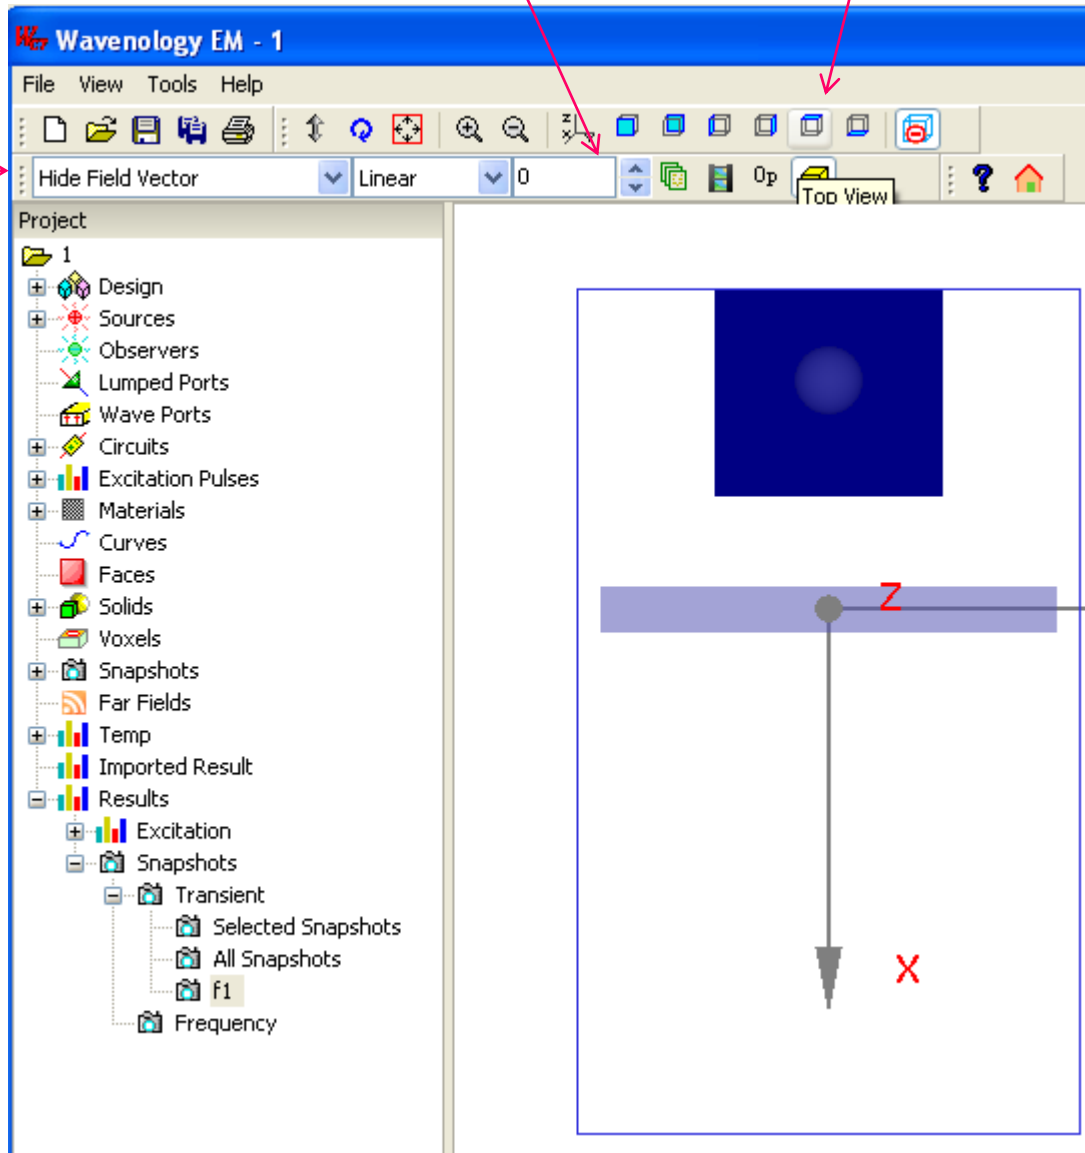 Wavenology EM - 1
File View Tools Help
Hide Field Vector Linear 0 Op
Top View
Project
1
Design
Sources
Observers
Lumped Ports
Wave Ports
Circuits
Excitation Pulses
Materials
Curves
Faces
Solids
Voxels
Snapshots
Far Fields
Temp
Imported Result
Results
Excitation
Snapshots
Transient
Selected Snapshots
All Snapshots
f1
Frequency
Z
X